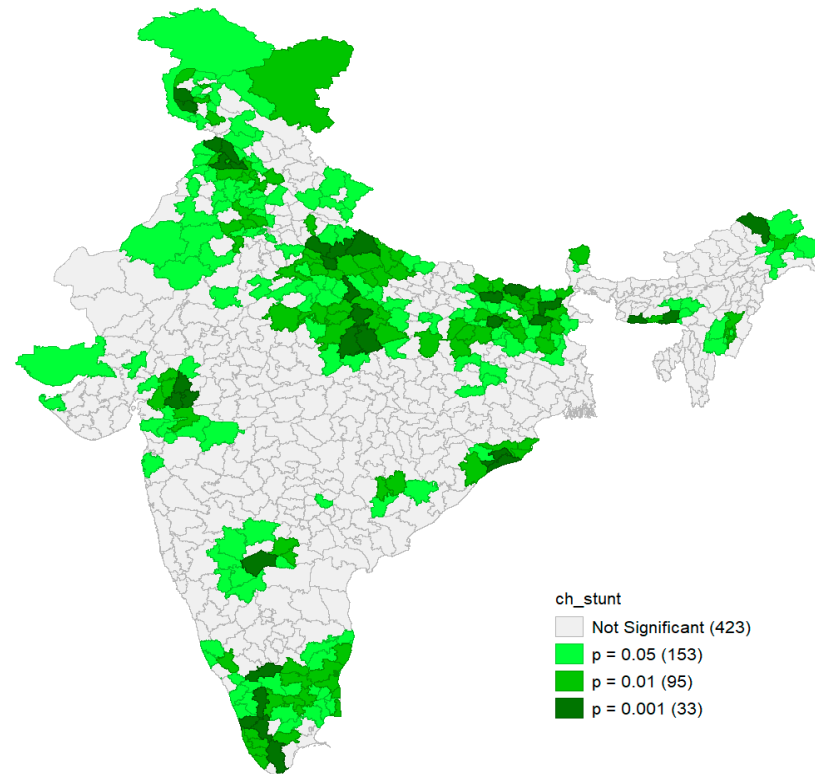 ch_stunt
Not Significant (423)
p = 0.05 (153)
p = 0.01 (95)
p = 0.001 (33)